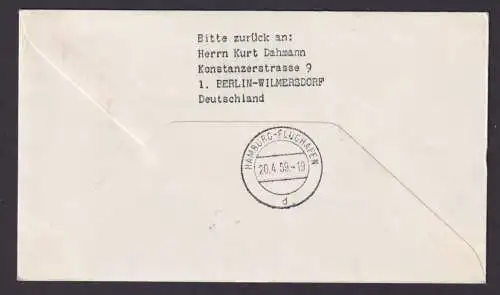 Bitte zurück an:
Herrn Kurt Dahmann
Konstanzerstrasse 9
1. BERLIN-WILMERSDORF
Deutschland
HAMBURG-FLUGHAFEN
20.4.59.-19
d